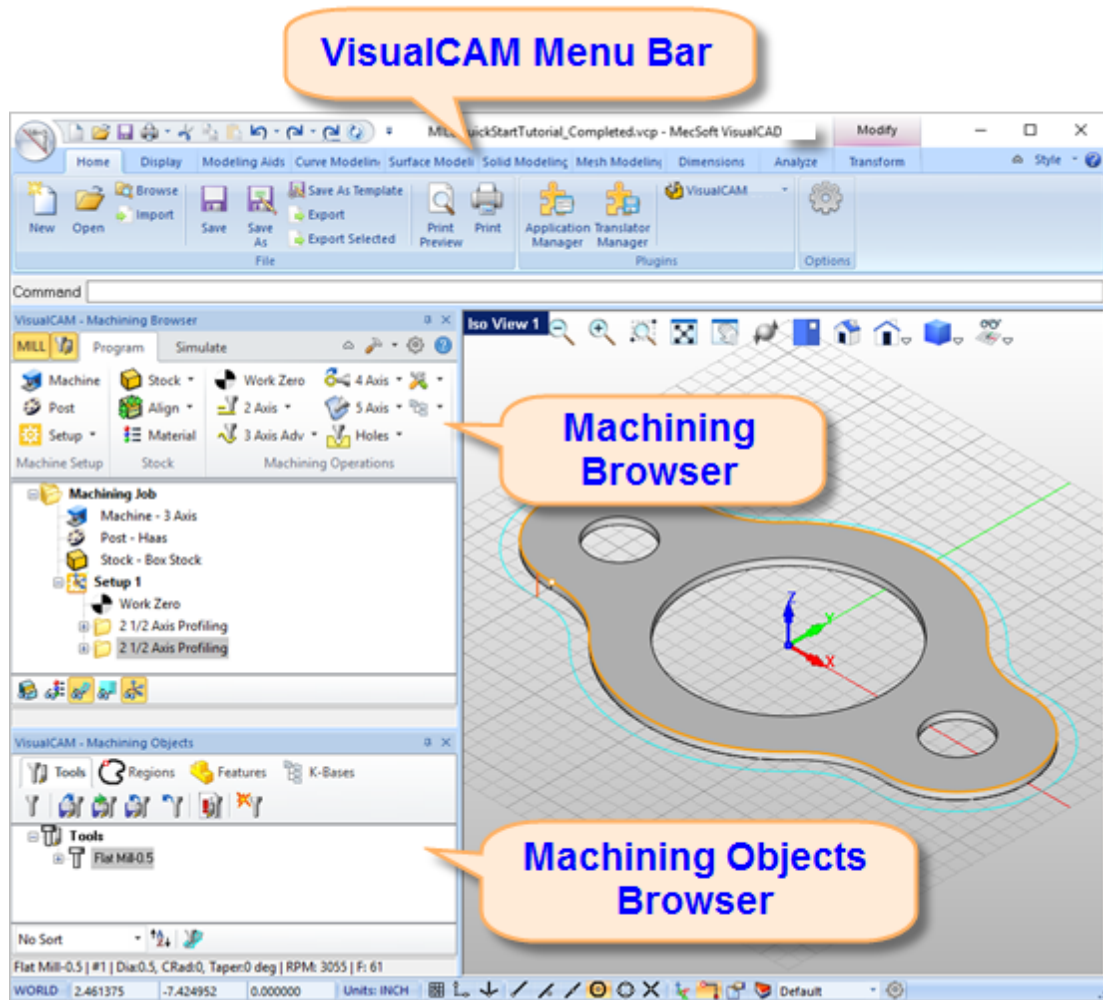 VisualCAM Menu Bar
QuickStartTutorial_Completed.vcp - MecSoft VisualCAD
Modify
Home Display Modeling Aids Curve Modelin Surface Modeli Solid Modeling Mesh Modeling Dimensions Analyze Transform Style
Browse Save As Template VisualCAM
Import Export
New Open Save Save As Export Selected Print Preview Print Application Manager Translator Manager
File Plugins Options
Command
VisualCAM - Machining Browser
Iso View 1
MILL Program Simulate
Machine Stock Work Zero 4 Axis
Post Align 2 Axis 5 Axis
Setup Material 3 Axis Adv Holes
Machine Setup Stock Machining Operations
Machining
Browser
Machining Job
Machine - 3 Axis
Post - Haas
Stock - Box Stock
Setup 1
Work Zero
2 1/2 Axis Profiling
2 1/2 Axis Profiling
Z
Y
X
VisualCAM - Machining Objects
Tools Regions Features K-Bases
Tools
Flat Mill-0.5
Machining Objects
Browser
No Sort
Flat Mill-0.5 | #1 | Dia:0.5, CRad:0, Taper:0 deg | RPM: 3055 | F: 61
WORLD 2.461375 -7.424952 0.000000 Units: INCH Default